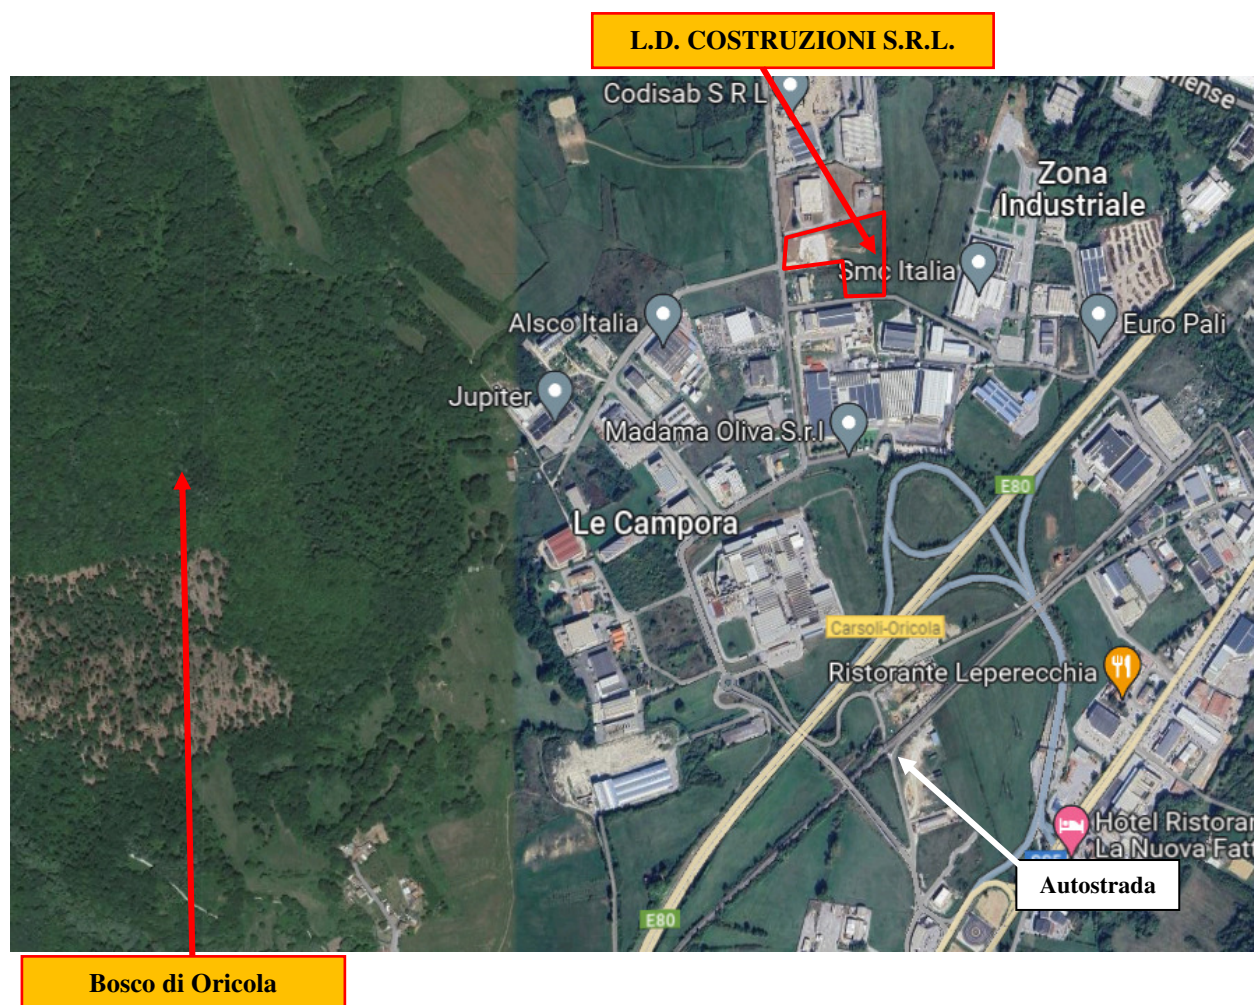 L.D. COSTRUZIONI S.R.L.
Codisab S R L
Zona
Industriale
Smc Italia
Alsco Italia
Euro Pali
Jupiter
Madama Oliva S.r.l
E80
Le Campora
Carsoli-Oricola
Ristorante Leperecchia
Hotel Ristorar
La Nuova Fatt
Autostrada
E80
Bosco di Oricola